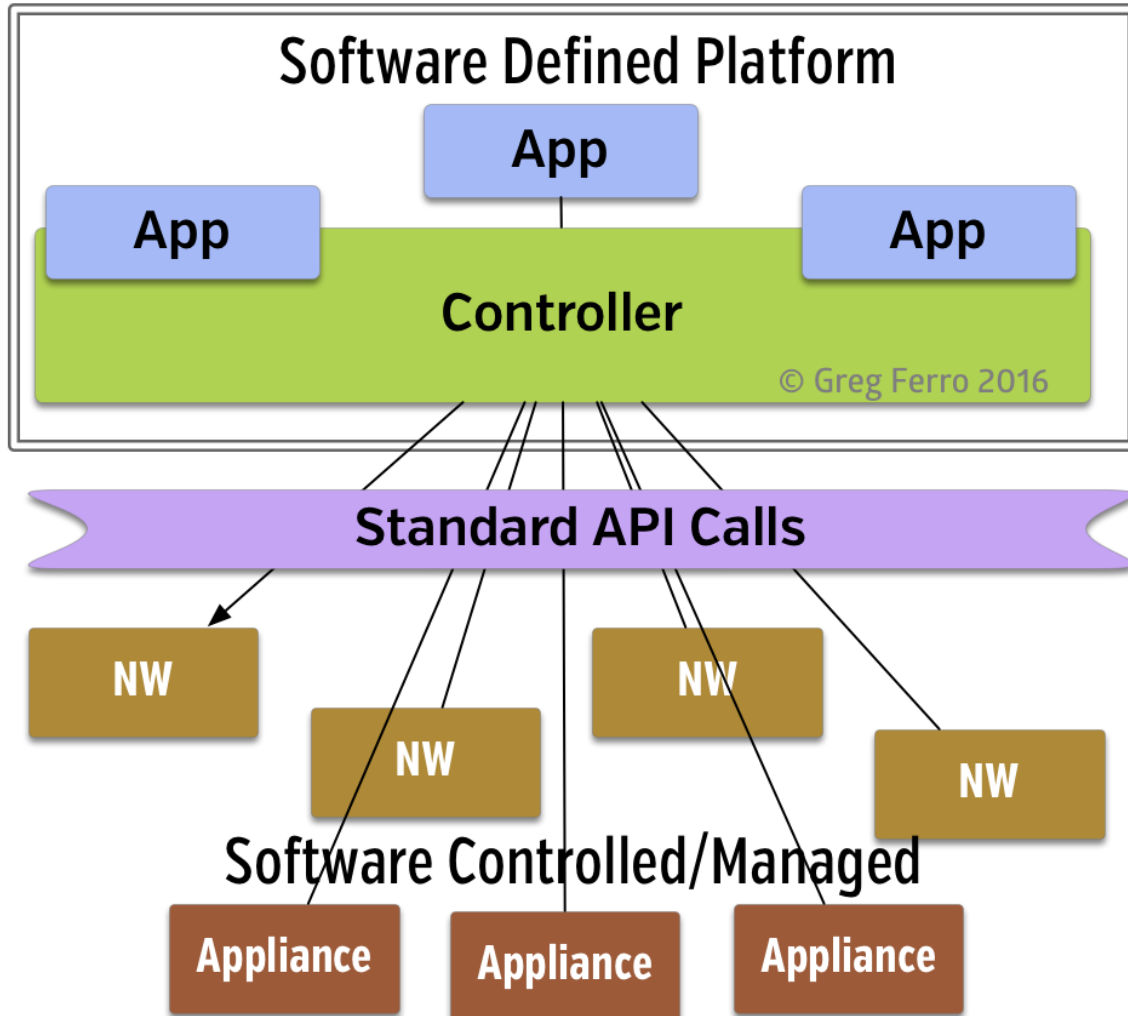 Software Defined Platform
App
App
App
Controller
© Greg Ferro 2016
Standard API Calls
NW
NW
NW
NW
Software Controlled/Managed
Appliance
Appliance
Appliance